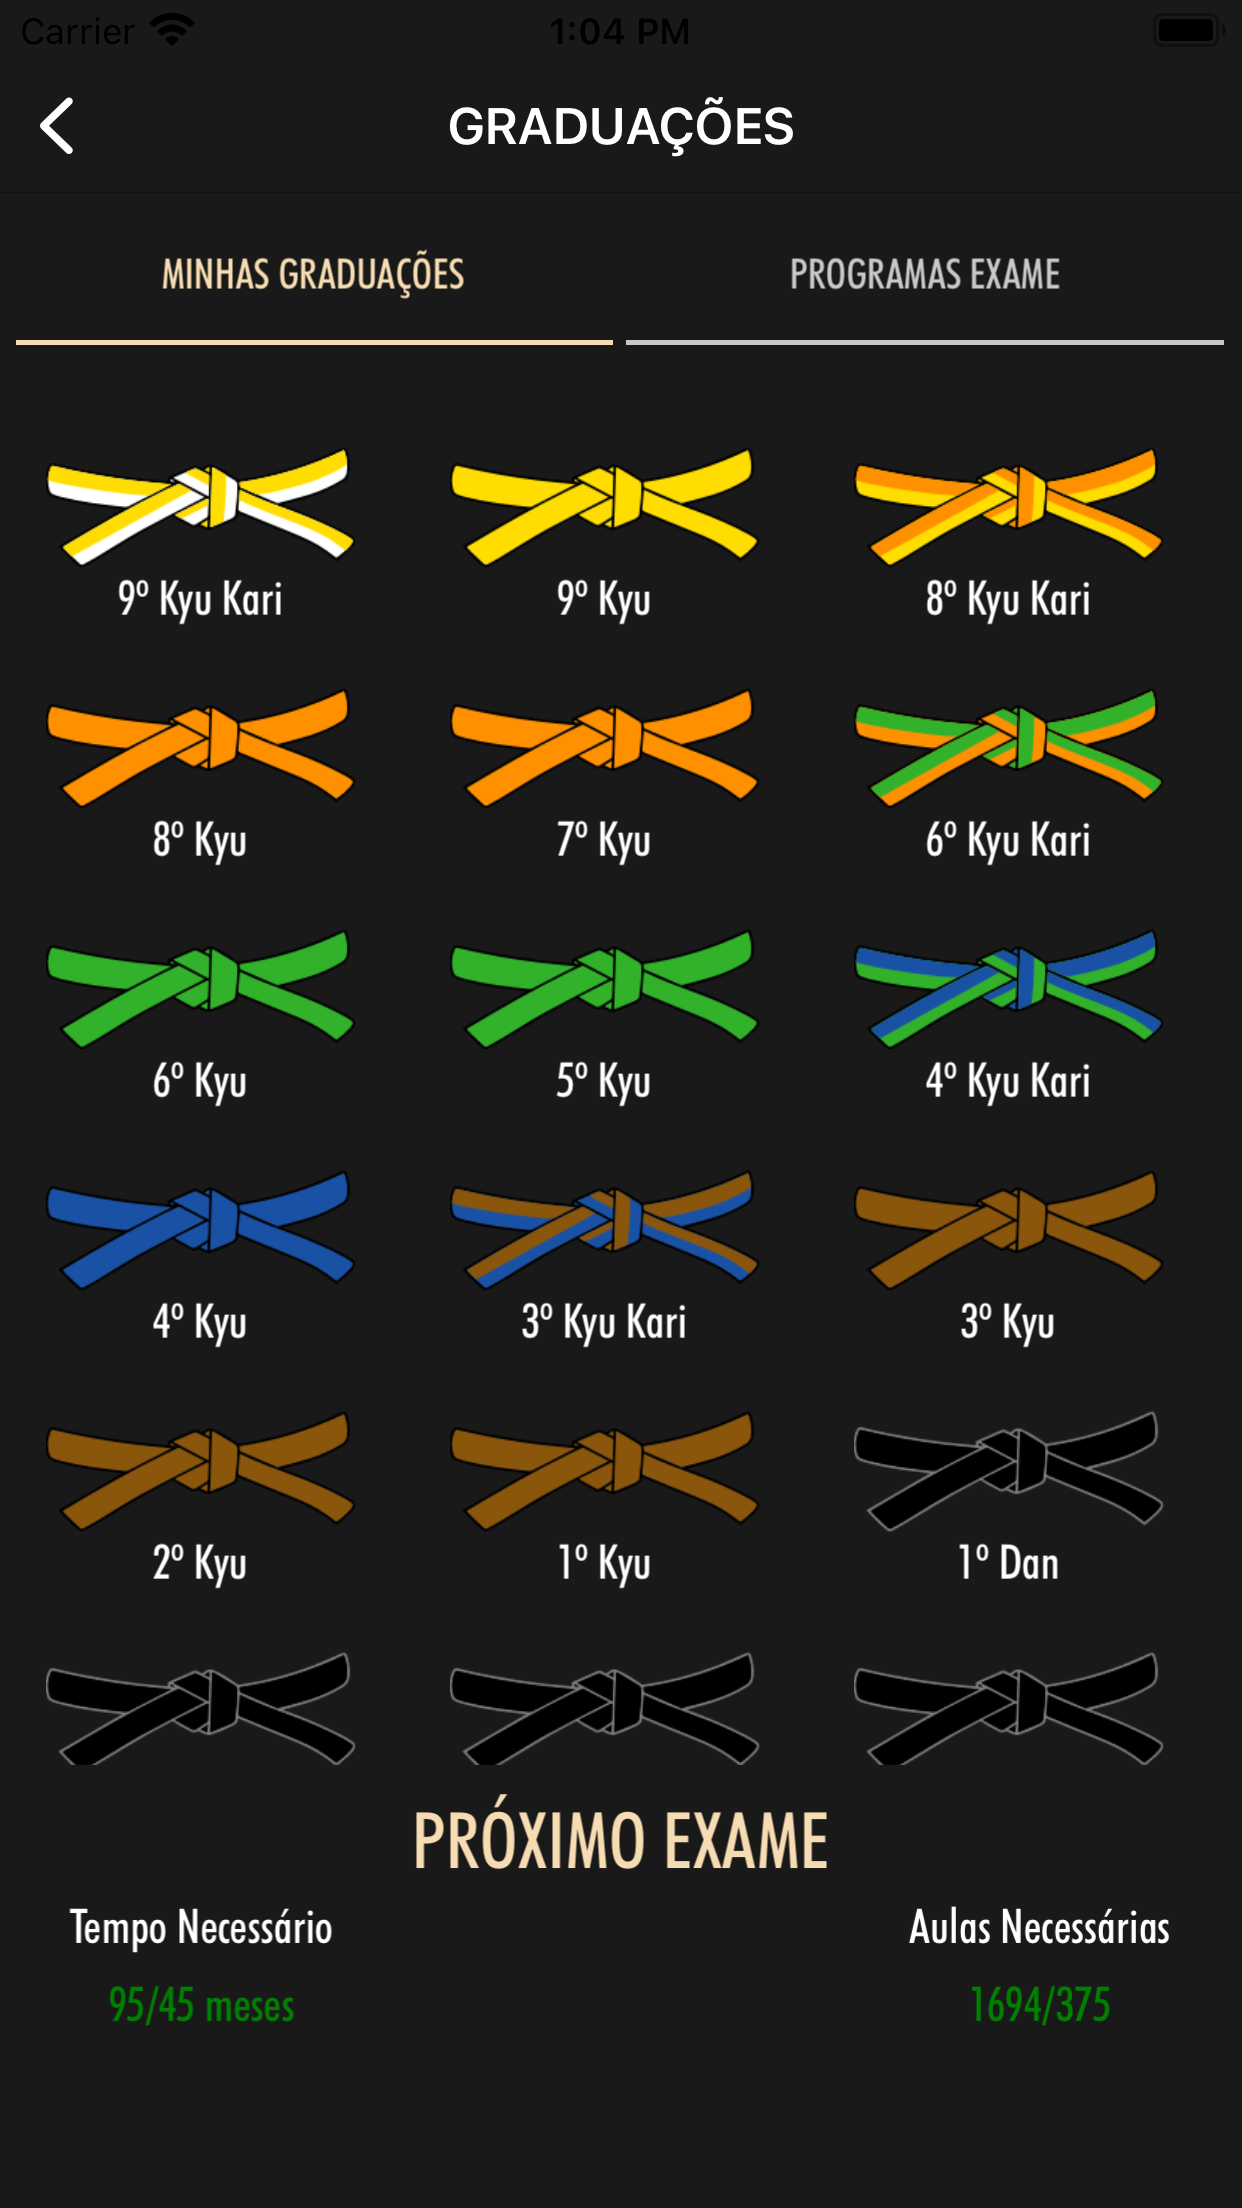 Carrier 1:04 PM
GRADUAÇÕES
MINHAS GRADUAÇÕES PROGRAMAS EXAME
9º Kyu Kari 9º Kyu 8º Kyu Kari
8º Kyu 7º Kyu 6º Kyu Kari
6º Kyu 5º Kyu 4º Kyu Kari
4º Kyu 3º Kyu Kari 3º Kyu
2º Kyu 1º Kyu 1º Dan
PRÓXIMO EXAME
Tempo Necessário Aulas Necessárias
95/45 meses 1694/375